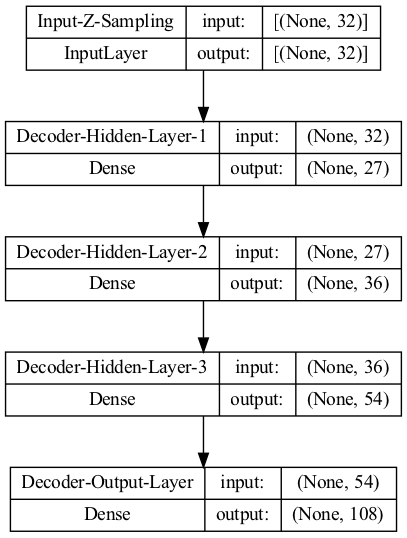 Input-Z-Sampling input: [(None, 32)]
InputLayer output: [(None, 32)]
Decoder-Hidden-Layer-1 input: (None, 32)
Dense output: (None, 27)
Decoder-Hidden-Layer-2 input: (None, 27)
Dense output: (None, 36)
Decoder-Hidden-Layer-3 input: (None, 36)
Dense output: (None, 54)
Decoder-Output-Layer input: (None, 54)
Dense output: (None, 108)